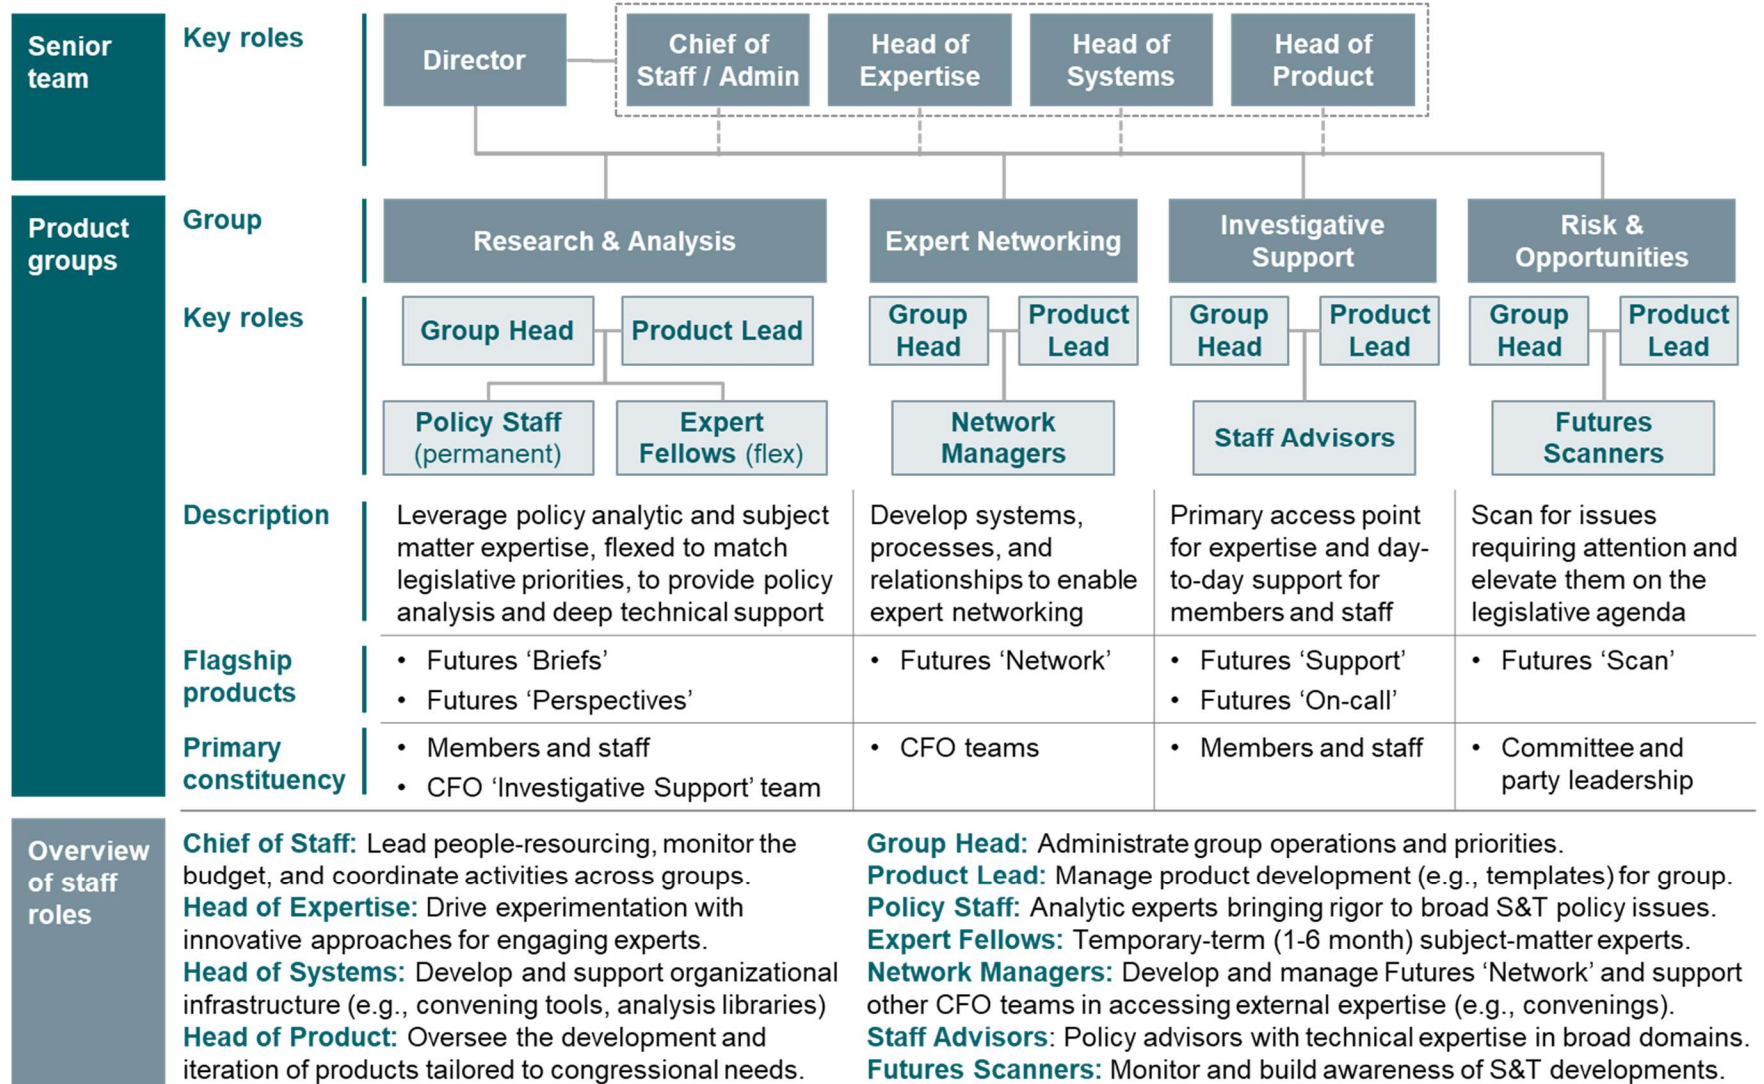 Senior
team
Key roles
Director
Chief of
Staff / Admin
Head of
Expertise
Head of
Systems
Head of
Product
Product
groups
Group
Research & Analysis
Expert Networking
Investigative
Support
Risk &
Opportunities
Key roles
Group Head
Product Lead
Group
Head
Product
Lead
Group
Head
Product
Lead
Group
Head
Product
Lead
Policy Staff
(permanent)
Expert
Fellows (flex)
Network
Managers
Staff Advisors
Futures
Scanners
Description
Leverage policy analytic and subject
matter expertise, flexed to match
legislative priorities, to provide policy
analysis and deep technical support
Develop systems,
processes, and
relationships to enable
expert networking
Primary access point
for expertise and day-
to-day support for
members and staff
Scan for issues
requiring attention and
elevate them on the
legislative agenda
Flagship
products
• Futures ‘Briefs’
• Futures ‘Perspectives’
• Futures ‘Network’
• Futures ‘Support’
• Futures ‘On-call’
• Futures ‘Scan’
Primary
constituency
• Members and staff
• CFO ‘Investigative Support’ team
• CFO teams
• Members and staff
• Committee and
party leadership
Overview
of staff
roles
Chief of Staff: Lead people-resourcing, monitor the
budget, and coordinate activities across groups.
Head of Expertise: Drive experimentation with
innovative approaches for engaging experts.
Head of Systems: Develop and support organizational
infrastructure (e.g., convening tools, analysis libraries)
Head of Product: Oversee the development and
iteration of products tailored to congressional needs.
Group Head: Administrate group operations and priorities.
Product Lead: Manage product development (e.g., templates) for group.
Policy Staff: Analytic experts bringing rigor to broad S&T policy issues.
Expert Fellows: Temporary-term (1-6 month) subject-matter experts.
Network Managers: Develop and manage Futures ‘Network’ and support
other CFO teams in accessing external expertise (e.g., convenings).
Staff Advisors: Policy advisors with technical expertise in broad domains.
Futures Scanners: Monitor and build awareness of S&T developments.